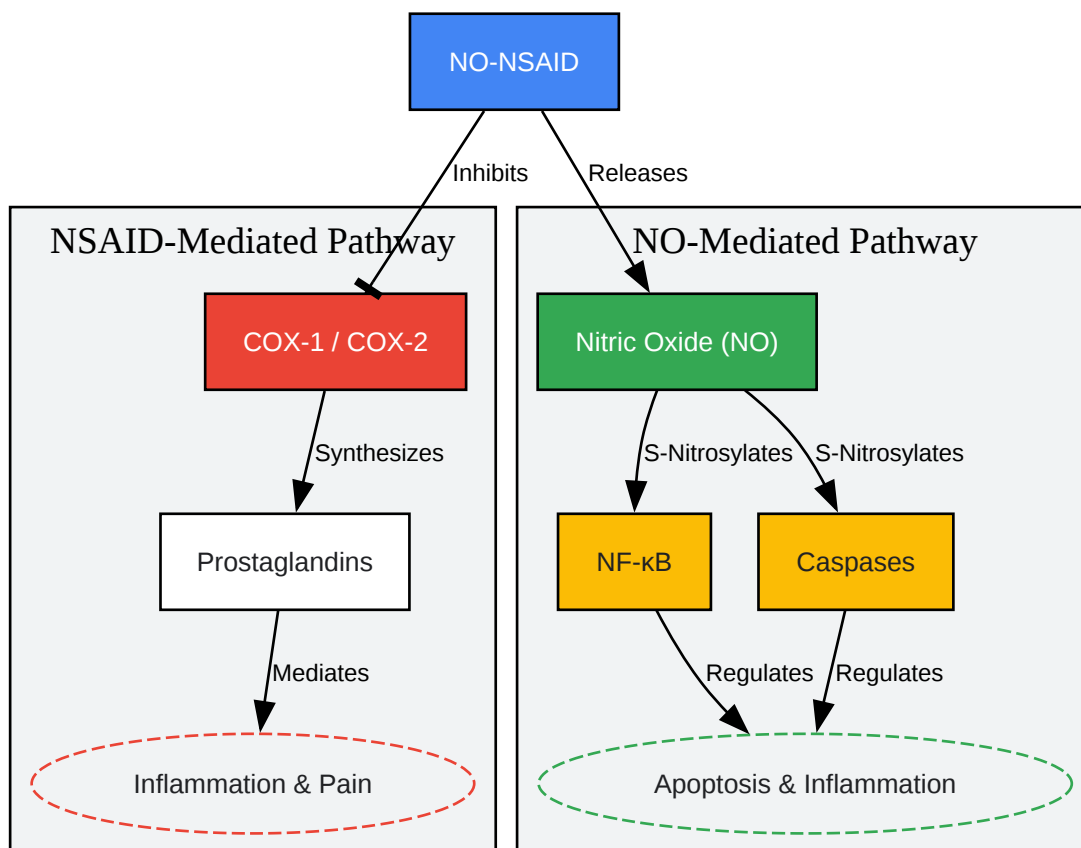 NO-NSAID
Inhibits
Releases
NSAID-Mediated Pathway
NO-Mediated Pathway
COX-1 / COX-2
Nitric Oxide (NO)
Synthesizes
S-Nitrosylates
S-Nitrosylates
Prostaglandins
NF-κB
Caspases
Mediates
Regulates
Regulates
Inflammation & Pain
Apoptosis & Inflammation